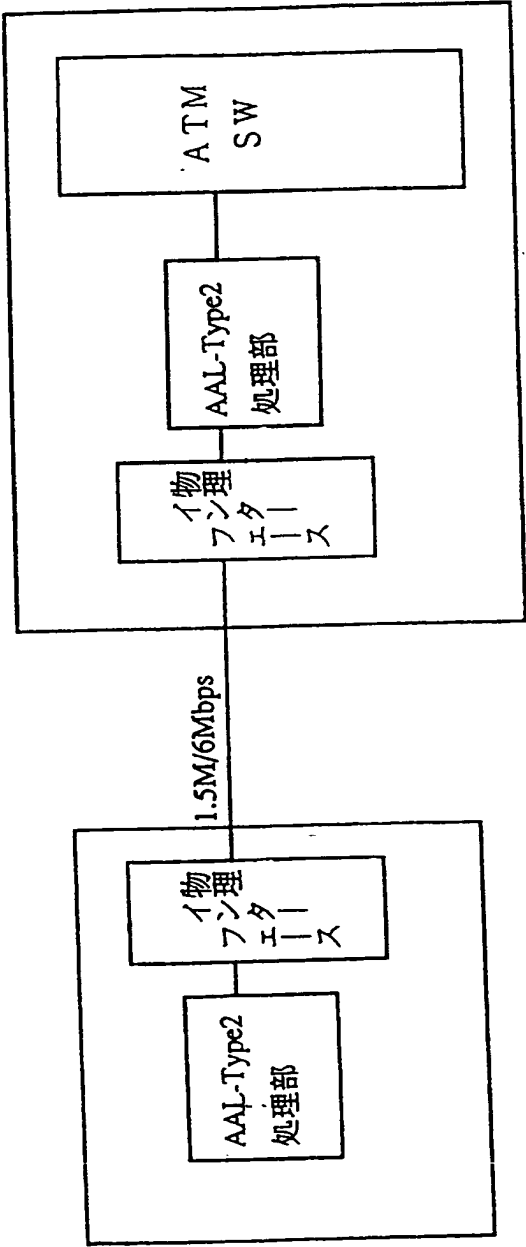 AAL-Type2
処理部
物理
インター
フェース
1.5M/6Mbps
物理
インター
フェース
AAL-Type2
処理部
ATM
SW